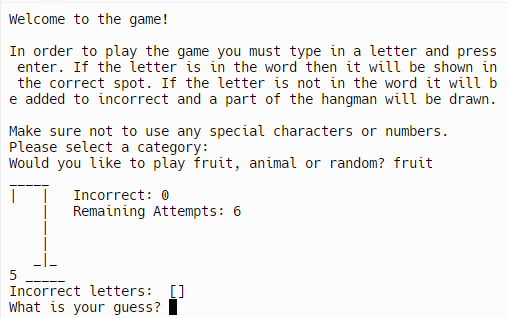 Welcome to the game!

In order to play the game you must type in a letter and press
 enter. If the letter is in the word then it will be shown in
 the correct spot. If the letter is not in the word it will b
e added to incorrect and a part of the hangman will be drawn.

Make sure not to use any special characters or numbers.
Please select a category:
Would you like to play fruit, animal or random? fruit
_____
|   |   Incorrect: 0
    |   Remaining Attempts: 6
    |
    |
   _|_
5 _____
Incorrect letters:  []
What is your guess?